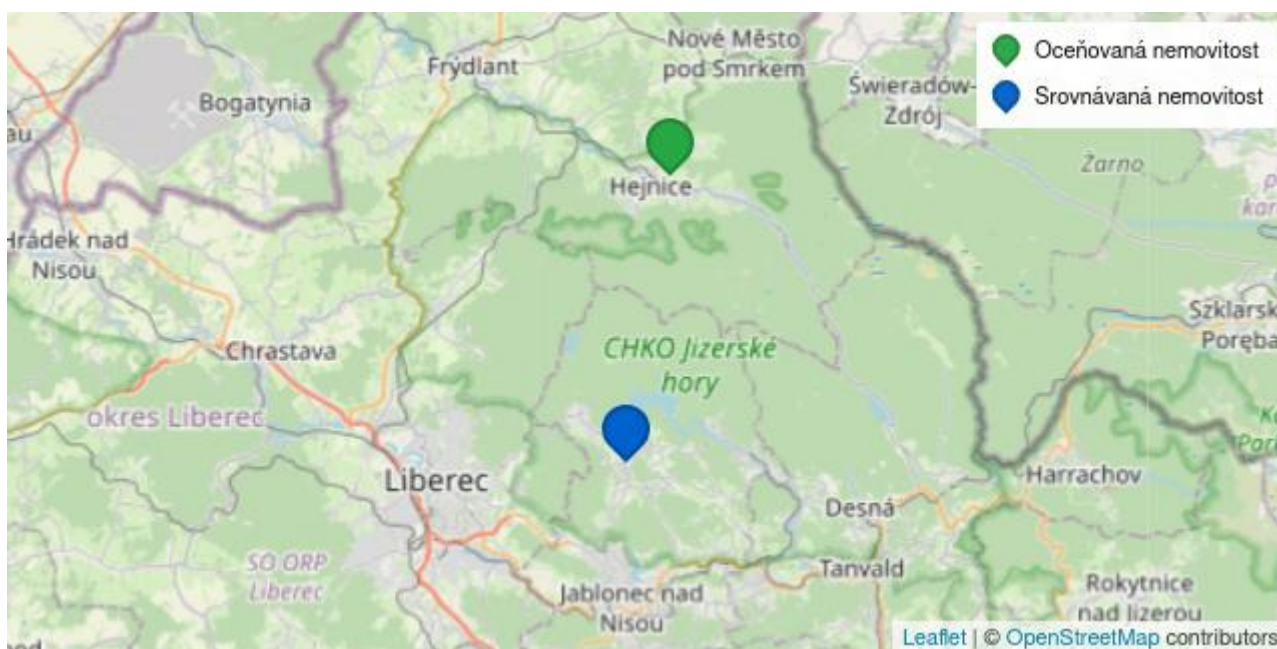 Nové Město
pod Smrkem
Frýdlant
Oceňovaná nemovitost
Srovnávaná nemovitost
Bogatynia
Świeradów-
Zdrój
au
Żarno
Hejnice
Hrádek nad
Nisou
Szklarsk
Poręba
Chrastava
CHKO Jizerské
hory
okres Liberec
Liberec
Harrachov
Desná
SO ORP
Liberec
Tanvald
Jablonec nad
Nisou
Rokytnice
nad Jizerou
Leaflet | © OpenStreetMap contributors